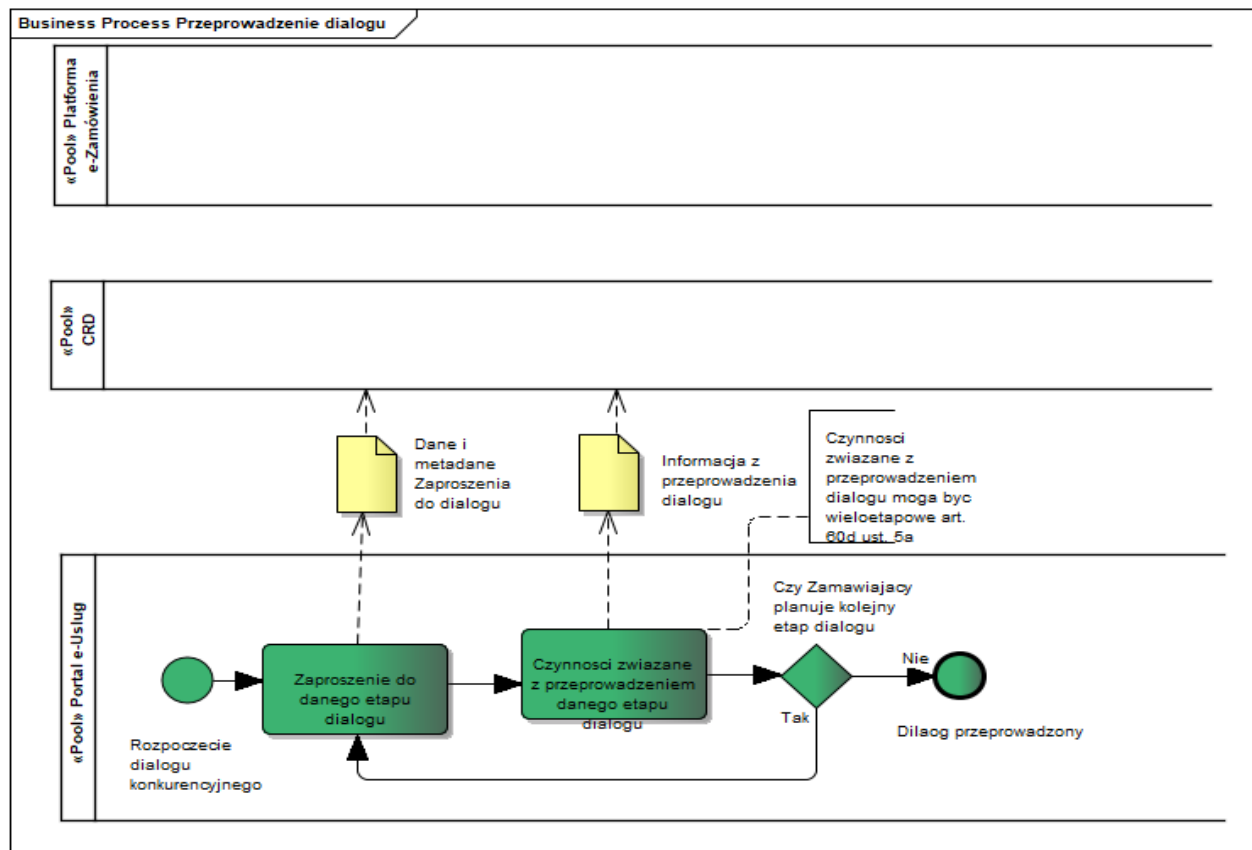 Business Process Przeprowadzenie dialogu
«Pool» Platforma
e-Zamówienia
«Pool»
CRD
Dane i
metadane
Zaproszenia
do dialogu
Informacja z
przeprowadzenia
dialogu
Czynnosci
zwiazane z
przeprowadzeniem
dialogu moga byc
wieloetapowe art.
60d ust. 5a
«Pool» Portal e-Uslug
Czy Zamawiajacy
planuje kolejny
etap dialogu
Zaproszenie do
danego etapu
dialogu
Czynnosci zwiazane
z przeprowadzeniem
danego etapu
dialogu
Nie
Tak
Rozpoczecie
dialogu
konkurencyjnego
Dilaog przeprowadzony